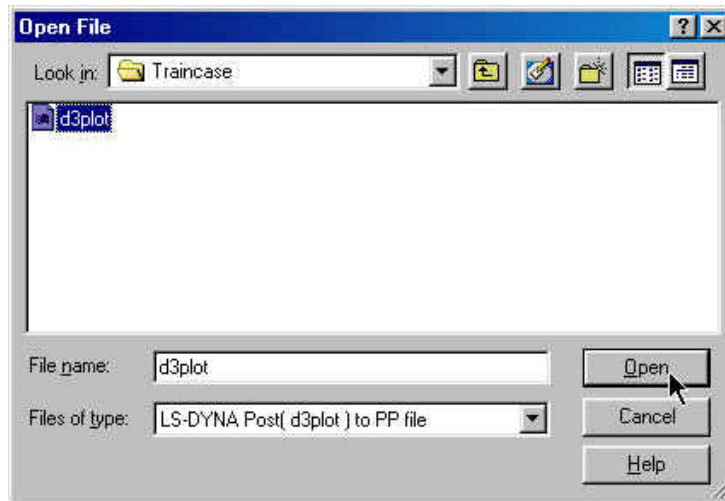 Open File
Look in: Traincase
d3plot
File name: d3plot Open
Files of type: LS-DYNA Post( d3plot ) to PP file Cancel
Help